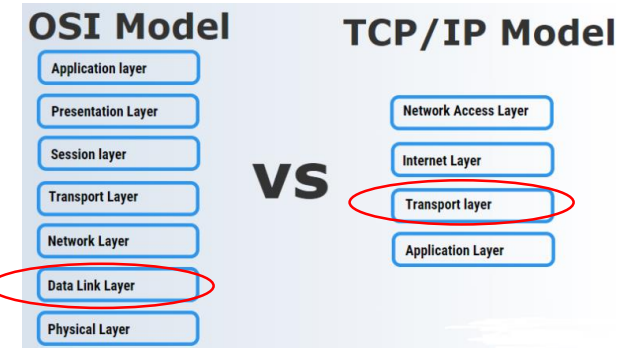 OSI Model
Application layer
Presentation Layer
Session layer
Transport Layer
Network Layer
Data Link Layer
Physical Layer
vs
TCP/IP Model
Network Access Layer
Internet Layer
Transport layer
Application Layer